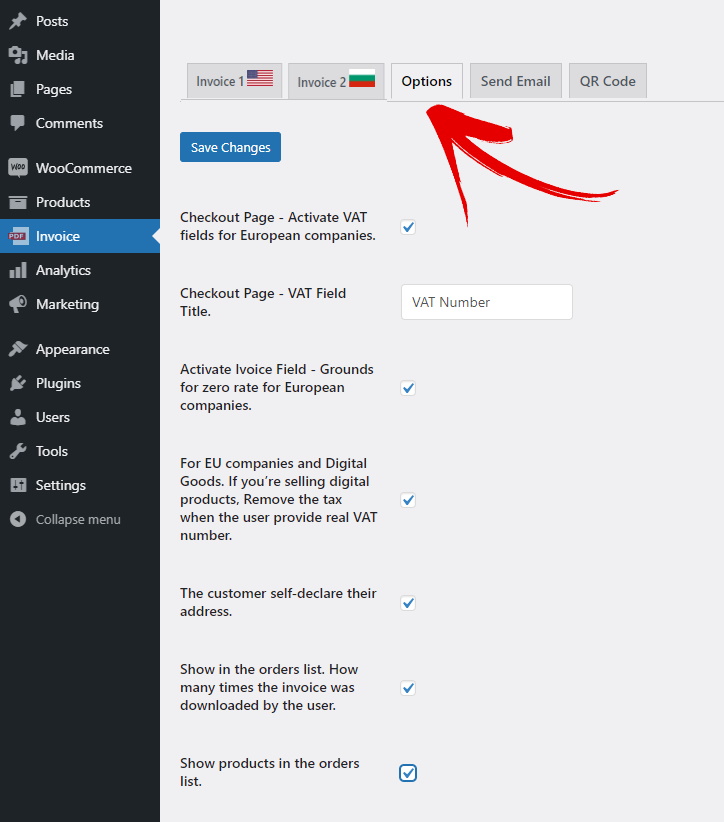 Posts
Media
Pages
Comments
WooCommerce
Products
Invoice
Analytics
Marketing
Appearance
Plugins
Users
Tools
Settings
Collapse menu
Invoice 1
Invoice 2
Options
Send Email
QR Code
Save Changes
Checkout Page - Activate VAT
fields for European companies.
Checkout Page - VAT Field
Title.
VAT Number
Activate Ivoice Field - Grounds
for zero rate for European
companies.
For EU companies and Digital
Goods. If you’re selling digital
products, Remove the tax
when the user provide real VAT
number.
The customer self-declare their
address.
Show in the orders list. How
many times the invoice was
downloaded by the user.
Show products in the orders
list.